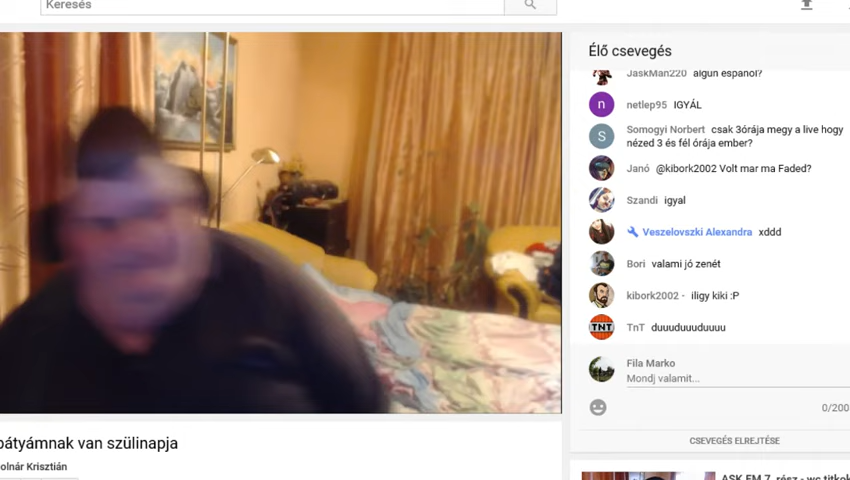 Keresés
Élő csevegés
JaskMan220 algun español?
netlep95 IGYÁL
Somogyi Norbert csak 3órája megy a live hogy
nézed 3 és fél órája ember?
Janó @kibork2002 Volt mar ma Faded?
Szandi igyal
Veszelovszki Alexandra xddd
Bori valami jó zenét
kibork2002 - iligy kiki :P
TNT
TnT duuuduuuduuuu
Fila Marko
Mondj valamit...
0/200
CSEVEGÉS ELREJTÉSE
bátyámnak van szülinapja
olnár Krisztián
ASK.FM 7. rész - wc titkok